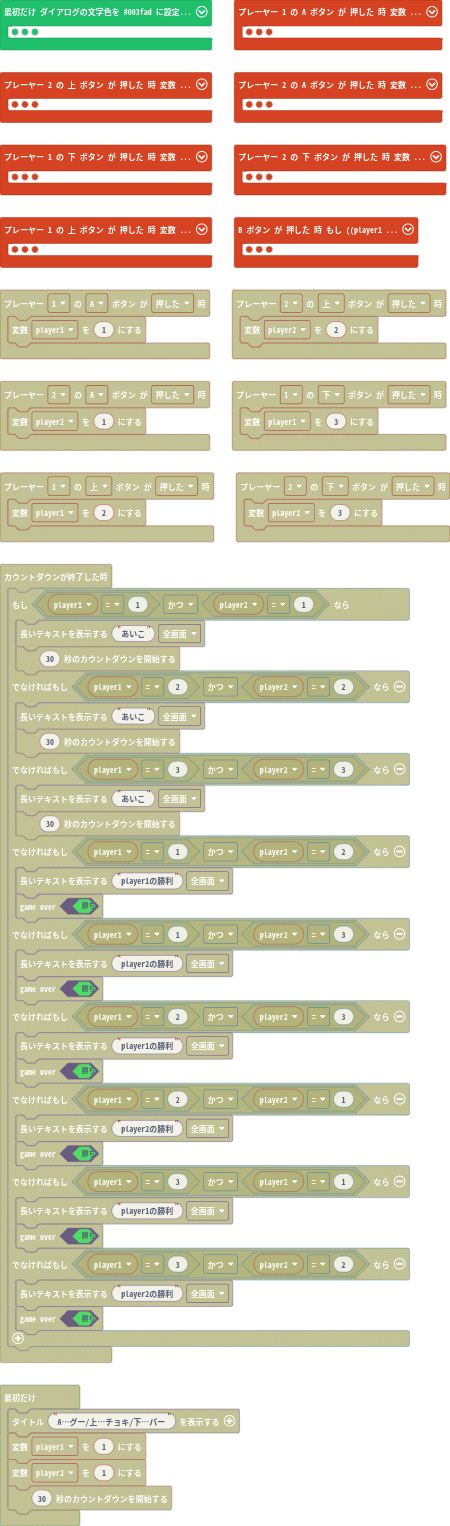 最初だけ ダイアログの文字色を #003fad に設定...
プレーヤー 1 の A ボタン が 押した 時 変数 ...
プレーヤー 2 の 上 ボタン が 押した 時 変数 ...
プレーヤー 2 の A ボタン が 押した 時 変数 ...
プレーヤー 1 の 下 ボタン が 押した 時 変数 ...
プレーヤー 2 の 下 ボタン が 押した 時 変数 ...
プレーヤー 1 の 上 ボタン が 押した 時 変数 ...
B ボタン が 押した 時 もし ((player1 ...
プレーヤー 1 の A ボタン が 押した 時
変数 player1 を 1 にする
プレーヤー 2 の 上 ボタン が 押した 時
変数 player2 を 2 にする
プレーヤー 2 の A ボタン が 押した 時
変数 player2 を 1 にする
プレーヤー 1 の 下 ボタン が 押した 時
変数 player1 を 3 にする
プレーヤー 1 の 上 ボタン が 押した 時
変数 player1 を 2 にする
プレーヤー 2 の 下 ボタン が 押した 時
変数 player2 を 3 にする
カウントダウンが終了した時
もし player1 = 1 かつ player2 = 1 なら
長いテキストを表示する "あいこ" 全画面
30 秒のカウントダウンを開始する
でなければもし player1 = 2 かつ player2 = 2 なら
長いテキストを表示する "あいこ" 全画面
30 秒のカウントダウンを開始する
でなければもし player1 = 3 かつ player2 = 3 なら
長いテキストを表示する "あいこ" 全画面
30 秒のカウントダウンを開始する
でなければもし player1 = 1 かつ player2 = 2 なら
長いテキストを表示する "player1の勝利" 全画面
game over 勝ち
でなければもし player1 = 1 かつ player2 = 3 なら
長いテキストを表示する "player2の勝利" 全画面
game over 勝ち
でなければもし player1 = 2 かつ player2 = 3 なら
長いテキストを表示する "player1の勝利" 全画面
game over 勝ち
でなければもし player1 = 2 かつ player2 = 1 なら
長いテキストを表示する "player2の勝利" 全画面
game over 勝ち
でなければもし player1 = 3 かつ player2 = 1 なら
長いテキストを表示する "player1の勝利" 全画面
game over 勝ち
でなければもし player1 = 3 かつ player2 = 2 なら
長いテキストを表示する "player2の勝利" 全画面
game over 勝ち
最初だけ
タイトル "A…グー/上…チョキ/下…パー" を表示する
変数 player1 を 1 にする
変数 player2 を 1 にする
30 秒のカウントダウンを開始する